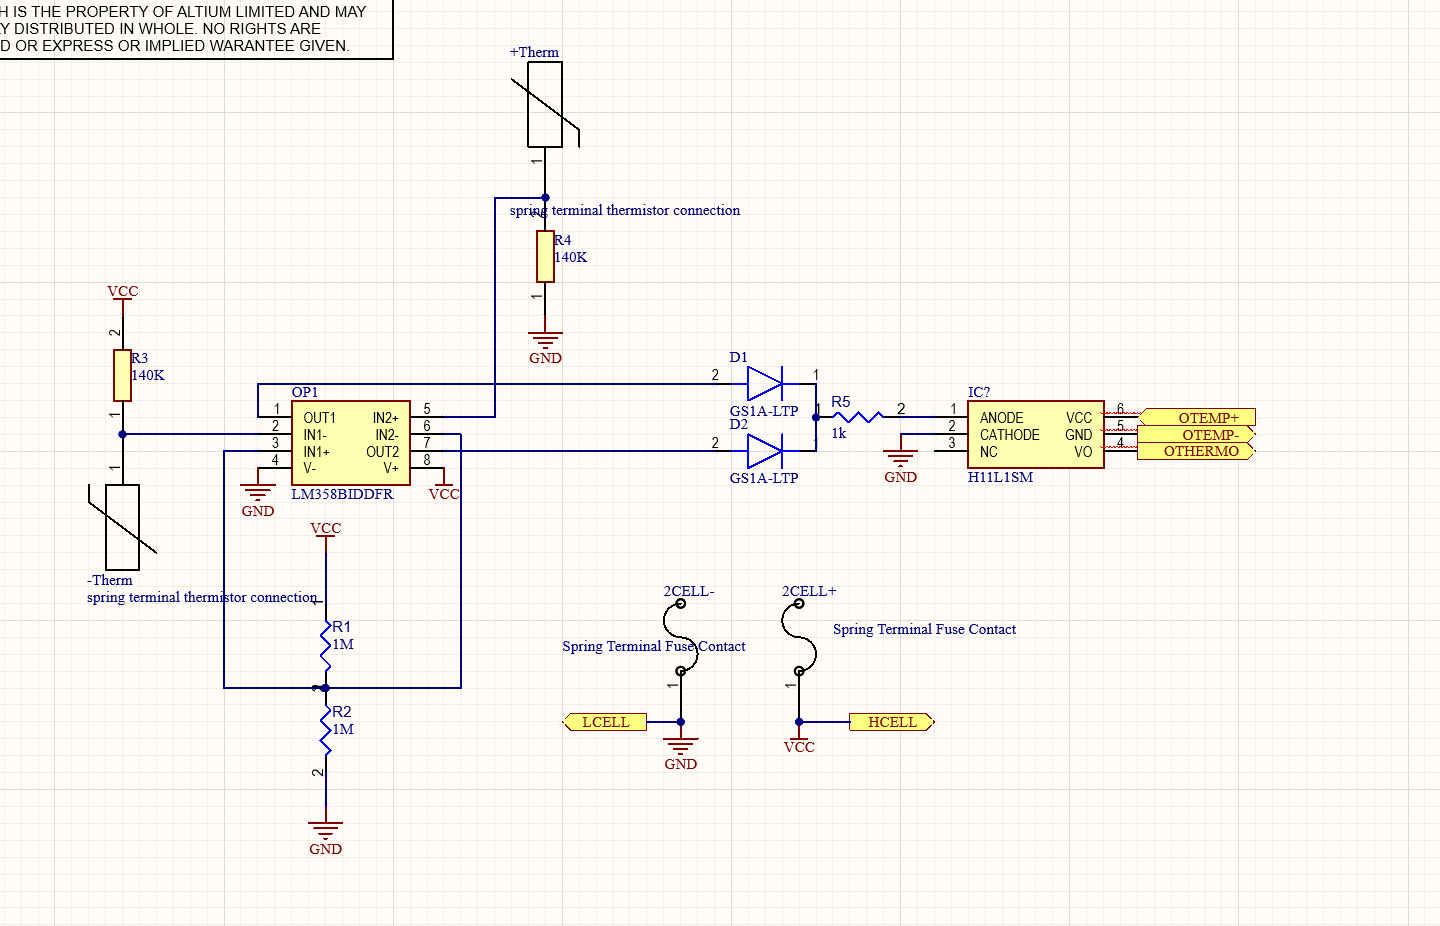 H IS THE PROPERTY OF ALTIUM LIMITED AND MAY
Y DISTRIBUTED IN WHOLE. NO RIGHTS ARE
D OR EXPRESS OR IMPLIED WARANTEE GIVEN.
+Therm
1
spring terminal thermistor connection
2
R4
140K
1
GND
VCC
2
R3
140K
1
1
-Therm
spring terminal thermistor connection
OP1
1 OUT1 IN2+ 5
2 IN1- IN2- 6
3 IN1+ OUT2 7
4 V- V+ 8
LM358BIDDFR
GND
VCC
D1
2 1
GS1A-LTP
D2
2 1
GS1A-LTP
R5
1 2
1k
GND
IC?
1 ANODE VCC 6
2 CATHODE GND 5
3 NC VO 4
H11L1SM
OTEMP+
OTEMP-
OTHERMO
VCC
1
R1
1M
2
R2
1M
2
GND
2CELL-
Spring Terminal Fuse Contact
1
LCELL
GND
2CELL+
Spring Terminal Fuse Contact
1
HCELL
VCC